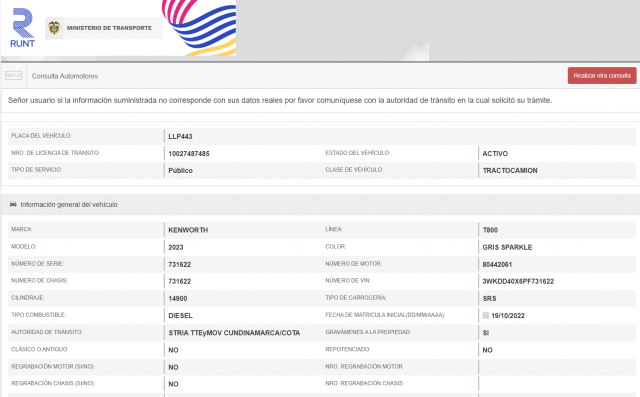 RUNT
MINISTERIO DE TRANSPORTE
Consulta Automotores
Realizar otra consulta
Señor usuario si la información suministrada no corresponde con sus datos reales por favor comuníquese con la autoridad de tránsito en la cual solicitó su trámite.
PLACA DEL VEHÍCULO: LLP443
NRO. DE LICENCIA DE TRÁNSITO: 10027487485 ESTADO DEL VEHÍCULO: ACTIVO
TIPO DE SERVICIO: Público CLASE DE VEHÍCULO: TRACTOCAMION
Información general del vehículo
MARCA: KENWORTH LÍNEA: T800
MODELO: 2023 COLOR: GRIS SPARKLE
NÚMERO DE SERIE: 731622 NÚMERO DE MOTOR: 80442061
NÚMERO DE CHASIS: 731622 NÚMERO DE VIN: 3WKDD40X6PF731622
CILINDRAJE: 14900 TIPO DE CARROCERÍA: SRS
TIPO COMBUSTIBLE: DIESEL FECHA DE MATRICULA INICIAL(DD/MM/AAAA): 19/10/2022
AUTORIDAD DE TRÁNSITO: STRIA TTEyMOV CUNDINAMARCA/COTA GRAVÁMENES A LA PROPIEDAD: SI
CLÁSICO O ANTIGUO: NO REPOTENCIADO: NO
REGRABACIÓN MOTOR (SI/NO): NO NRO. REGRABACIÓN MOTOR
REGRABACIÓN CHASIS (SI/NO): NO NRO. REGRABACIÓN CHASIS